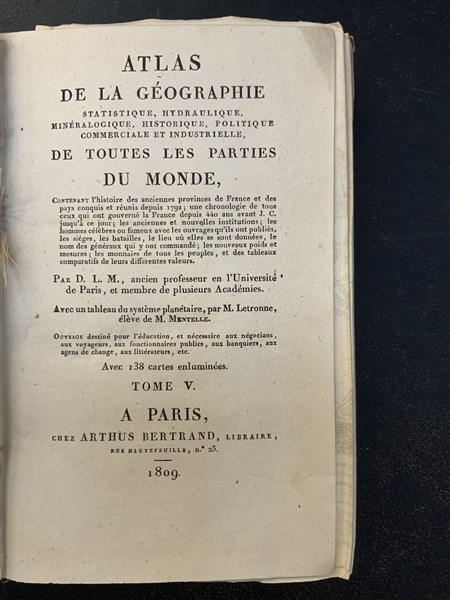 ATLAS
DE LA GÉOGRAPHIE
STATISTIQUE, HYDRAULIQUE,
MINÉRALOGIQUE, HISTORIQUE, POLITIQUE
COMMERCIALE ET INDUSTRIELLE,
DE TOUTES LES PARTIES
DU MONDE,
CONTENANT l'histoire des anciennes provinces de France et des
pays conquis et réunis depuis 1792; une chronologie de tous
ceux qui ont gouverné la France depuis 440 ans avant J. C.
jusqu'à ce jour; les anciennes et nouvelles institutions; les
hommes célèbres ou fameux avec les ouvrages qu'ils ont publiés,
les siéges, les batailles, le lieu où elles se sont données, le
nom des généraux qui y ont commandé; les nouveaux poids et
mesures; les monnaies de tous les peuples, et des tableaux
comparatifs de leurs différentes valeurs.
PAR D. L. M., ancien professeur en l'Université
de Paris, et membre de plusieurs Académies.
Avec un tableau du système planétaire, par M. Letronne,
élève de M. MENTELLE.
OUVRAGE destiné pour l'éducation, et nécessaire aux négocians,
aux voyageurs, aux fonctionnaires publics, aux banquiers, aux
agens de change, aux littérateurs, etc.
Avec 138 cartes enluminées.
TOME V.
A PARIS,
CHEZ ARTHUS BERTRAND, LIBRAIRE,
RUE HAUTEFEUILLE, n.° 23.
1809.